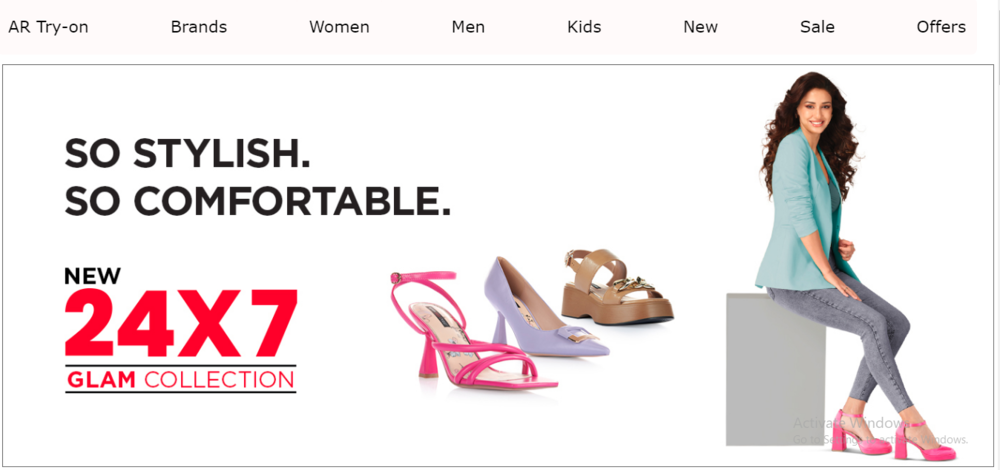 AR Try-on Brands Women Men Kids New Sale Offers
SO STYLISH.
SO COMFORTABLE.
NEW
24X7
GLAM COLLECTION
Activate Windows
Go to Settings to activate Windows.